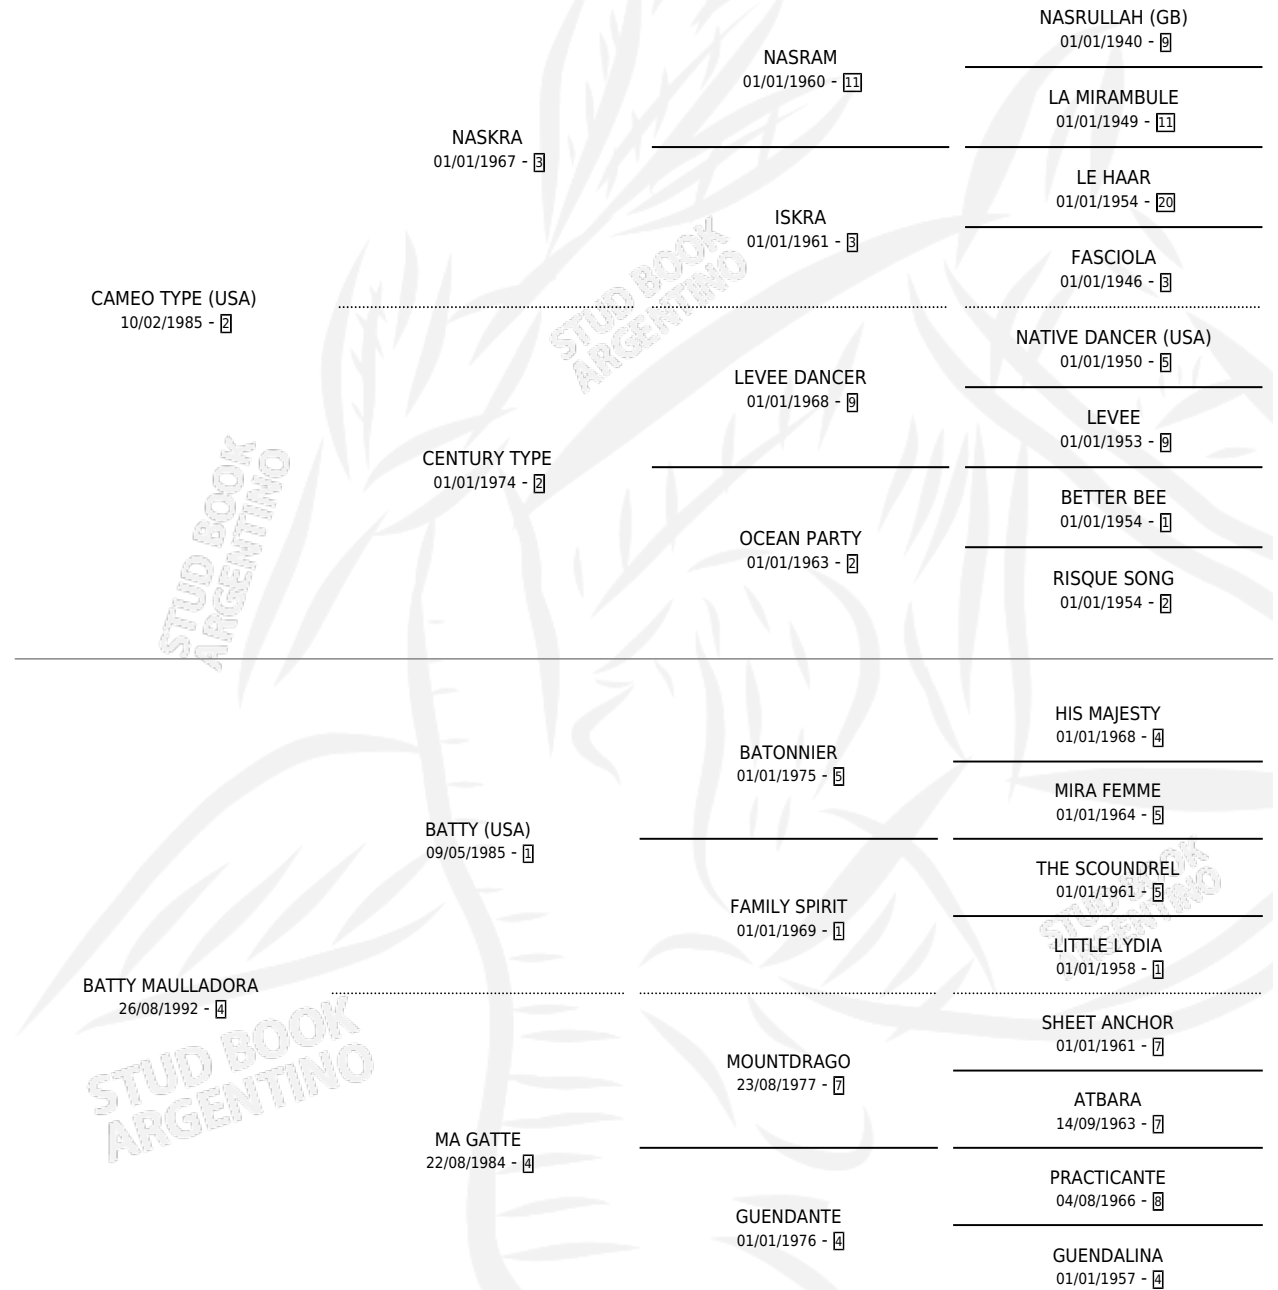 NASRULLAH (GB)
01/01/1940 - 9
NASRAM
01/01/1960 - 11
LA MIRAMBULE
01/01/1949 - 11
NASKRA
01/01/1967 - 3
LE HAAR
01/01/1954 - 20
ISKRA
01/01/1961 - 3
FASCIOLA
01/01/1946 - 3
CAMEO TYPE (USA)
10/02/1985 - 2
NATIVE DANCER (USA)
01/01/1950 - 5
LEVEE DANCER
01/01/1968 - 9
LEVEE
01/01/1953 - 9
CENTURY TYPE
01/01/1974 - 2
BETTER BEE
01/01/1954 - 1
OCEAN PARTY
01/01/1963 - 2
RISQUE SONG
01/01/1954 - 2
STUD BOOK
ARGENTINO
STUD BOOK
ARGENTINO
HIS MAJESTY
01/01/1968 - 4
BATONNIER
01/01/1975 - 5
MIRA FEMME
01/01/1964 - 5
BATTY (USA)
09/05/1985 - 1
THE SCOUNDREL
01/01/1961 - 5
FAMILY SPIRIT
01/01/1969 - 1
LITTLE LYDIA
01/01/1958 - 1
STUD BOOK
ARGENTINO
BATTY MAULLADORA
26/08/1992 - 4
SHEET ANCHOR
01/01/1961 - 7
MOUNTDRAGO
23/08/1977 - 7
ATBARA
14/09/1963 - 7
MA GATTE
22/08/1984 - 4
PRACTICANTE
04/08/1966 - 8
GUENDANTE
01/01/1976 - 4
GUENDALINA
01/01/1957 - 4
STUD BOOK
ARGENTINO